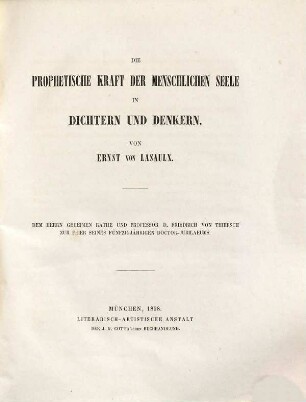 DIE
PROPHETISCHE KRAFT DER MENSCHLICHEN SEELE
IN
DICHTERN UND DENKERN.
VON
ERNST VON LASAULX.
DEM HERRN GEHEIMEN RATHE UND PROFESSOR D. FRIEDRICH VON THIERSCH
ZUR FEIER SEINES FÜNFZIGJÄHRIGEN DOCTOR-JUBILAEUMS
MÜNCHEN, 1858.
LITERARISCH-ARTISTISCHE ANSTALT
DER J. G. COTTA'SCHEN BUCHHANDLUNG.